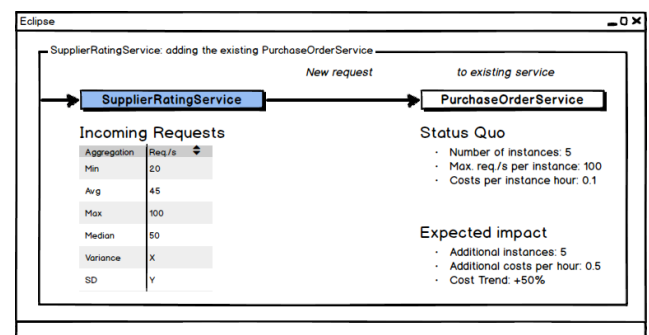 Eclipse
SupplierRatingService: adding the existing PurchaseOrderService
New request to existing service
SupplierRatingService PurchaseOrderService
Incoming Requests
Aggregation Req./s
Min 20
Avg 45
Max 100
Median 50
Variance X
SD Y
Status Quo
· Number of instances: 5
· Max. req./s per instance: 100
· Costs per instance hour: 0.1
Expected impact
· Additional instances: 5
· Additional costs per hour: 0.5
· Cost Trend: +50%